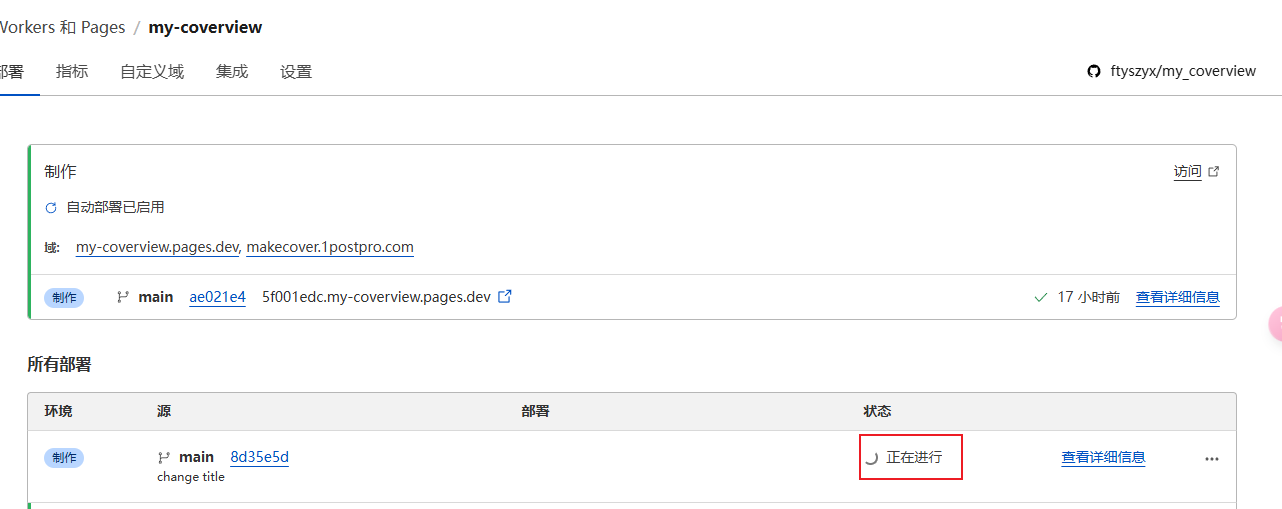 Workers 和 Pages / my-coverview
部署 指标 自定义域 集成 设置 ftyszyx/my_coverview
制作 访问
自动部署已启用
域: my-coverview.pages.dev, makecover.1postpro.com
制作 main ae021e4 5f001edc.my-coverview.pages.dev 17 小时前 查看详细信息
所有部署
环境 源 部署 状态
制作 main 8d35e5d 正在进行 查看详细信息 ...
change title